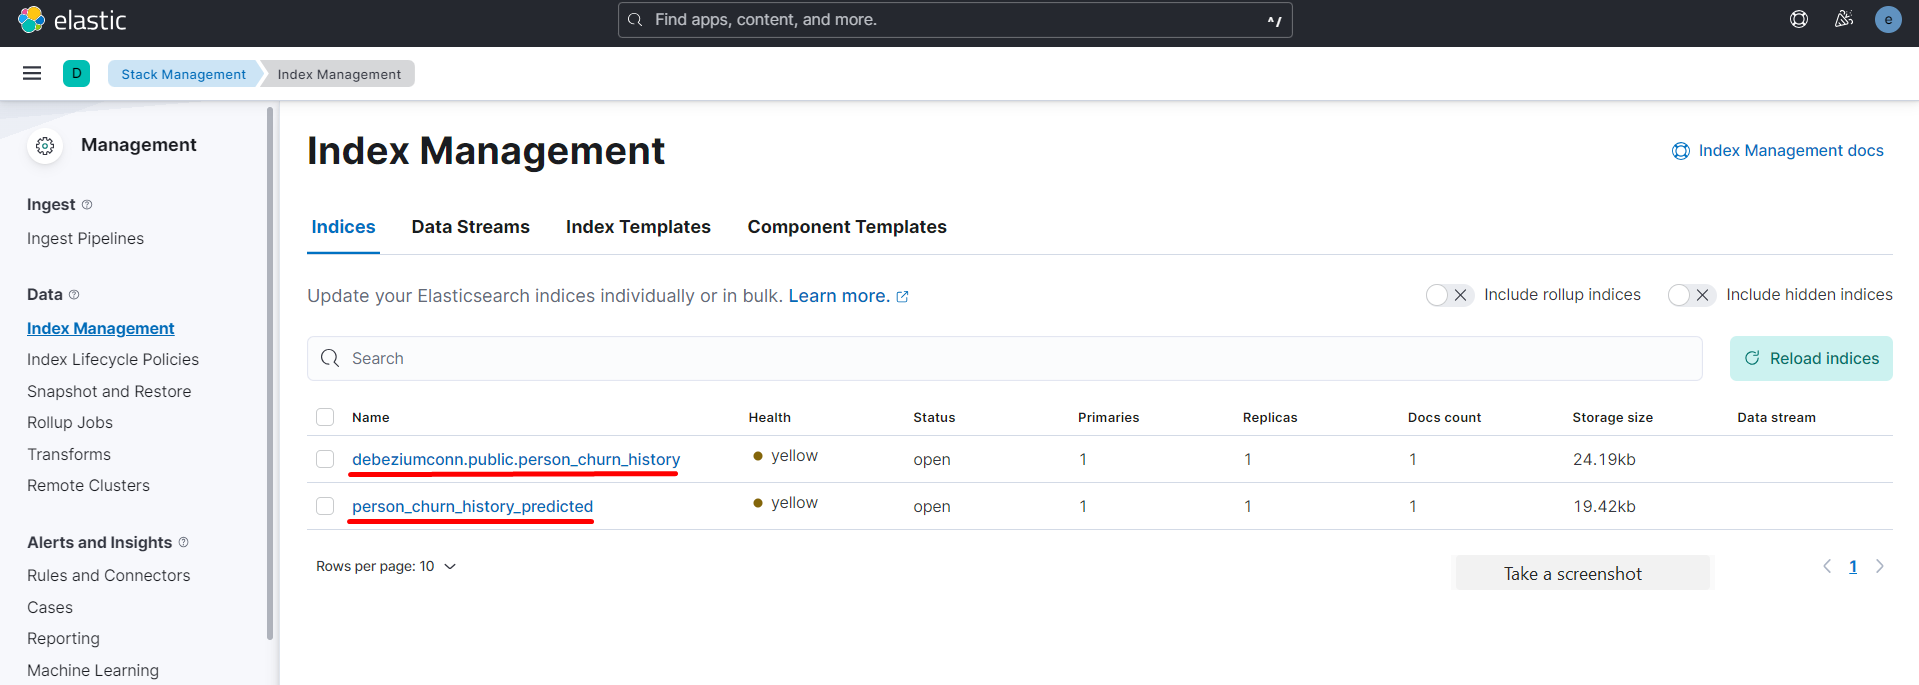 elastic
Find apps, content, and more.
^/
e
D
Stack Management
Index Management
Management
Ingest
Ingest Pipelines
Data
Index Management
Index Lifecycle Policies
Snapshot and Restore
Rollup Jobs
Transforms
Remote Clusters
Alerts and Insights
Rules and Connectors
Cases
Reporting
Machine Learning
Index Management
Index Management docs
Indices
Data Streams
Index Templates
Component Templates
Update your Elasticsearch indices individually or in bulk. Learn more.
Include rollup indices
Include hidden indices
Search
Reload indices
Name Health Status Primaries Replicas Docs count Storage size Data stream
debeziumconn.public.person_churn_history yellow open 1 1 1 24.19kb
person_churn_history_predicted yellow open 1 1 1 19.42kb
Rows per page: 10
Take a screenshot
1